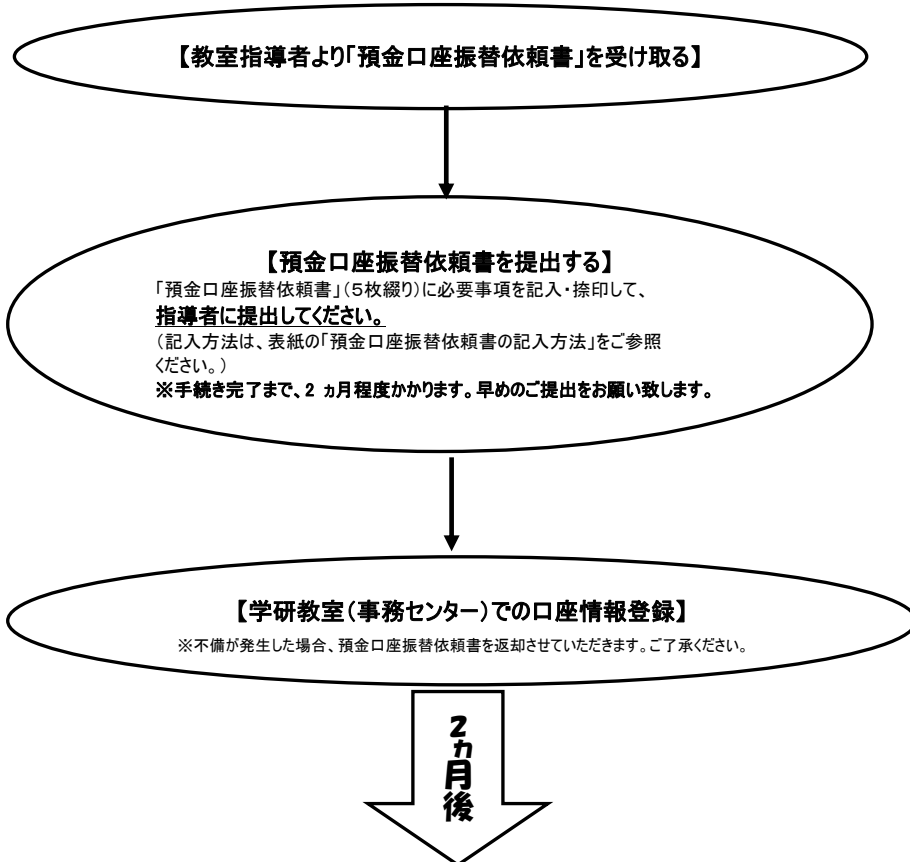 【教室指導者より「預金口座振替依頼書」を受け取る】
【預金口座振替依頼書を提出する】
「預金口座振替依頼書」(5枚綴り)に必要事項を記入・捺印して、
指導者に提出してください。
(記入方法は、表紙の「預金口座振替依頼書の記入方法」をご参照
ください。)
※手続き完了まで、2 ヵ月程度かかります。早めのご提出をお願い致します。
【学研教室(事務センター)での口座情報登録】
※不備が発生した場合、預金口座振替依頼書を返却させていただきます。ご了承ください。
2ヵ月後